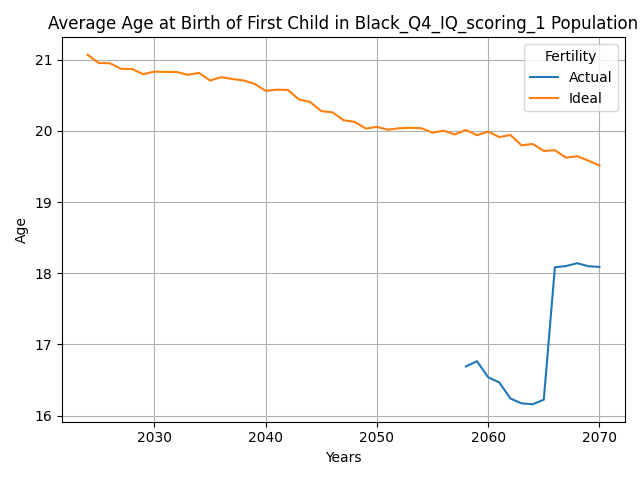 Average Age at Birth of First Child in Black_Q4_IQ_scoring_1 Population
Fertility
Actual
Ideal
21
20
19
18
17
16
Age
2030
2040
2050
2060
2070
Years